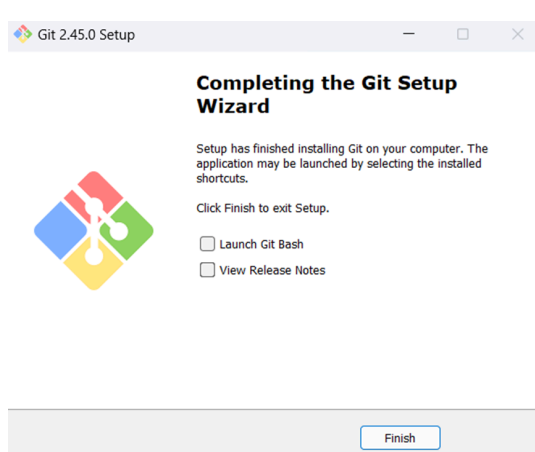 Git 2.45.0 Setup
Completing the Git Setup
Wizard
Setup has finished installing Git on your computer. The
application may be launched by selecting the installed
shortcuts.
Click Finish to exit Setup.
Launch Git Bash
View Release Notes
Finish